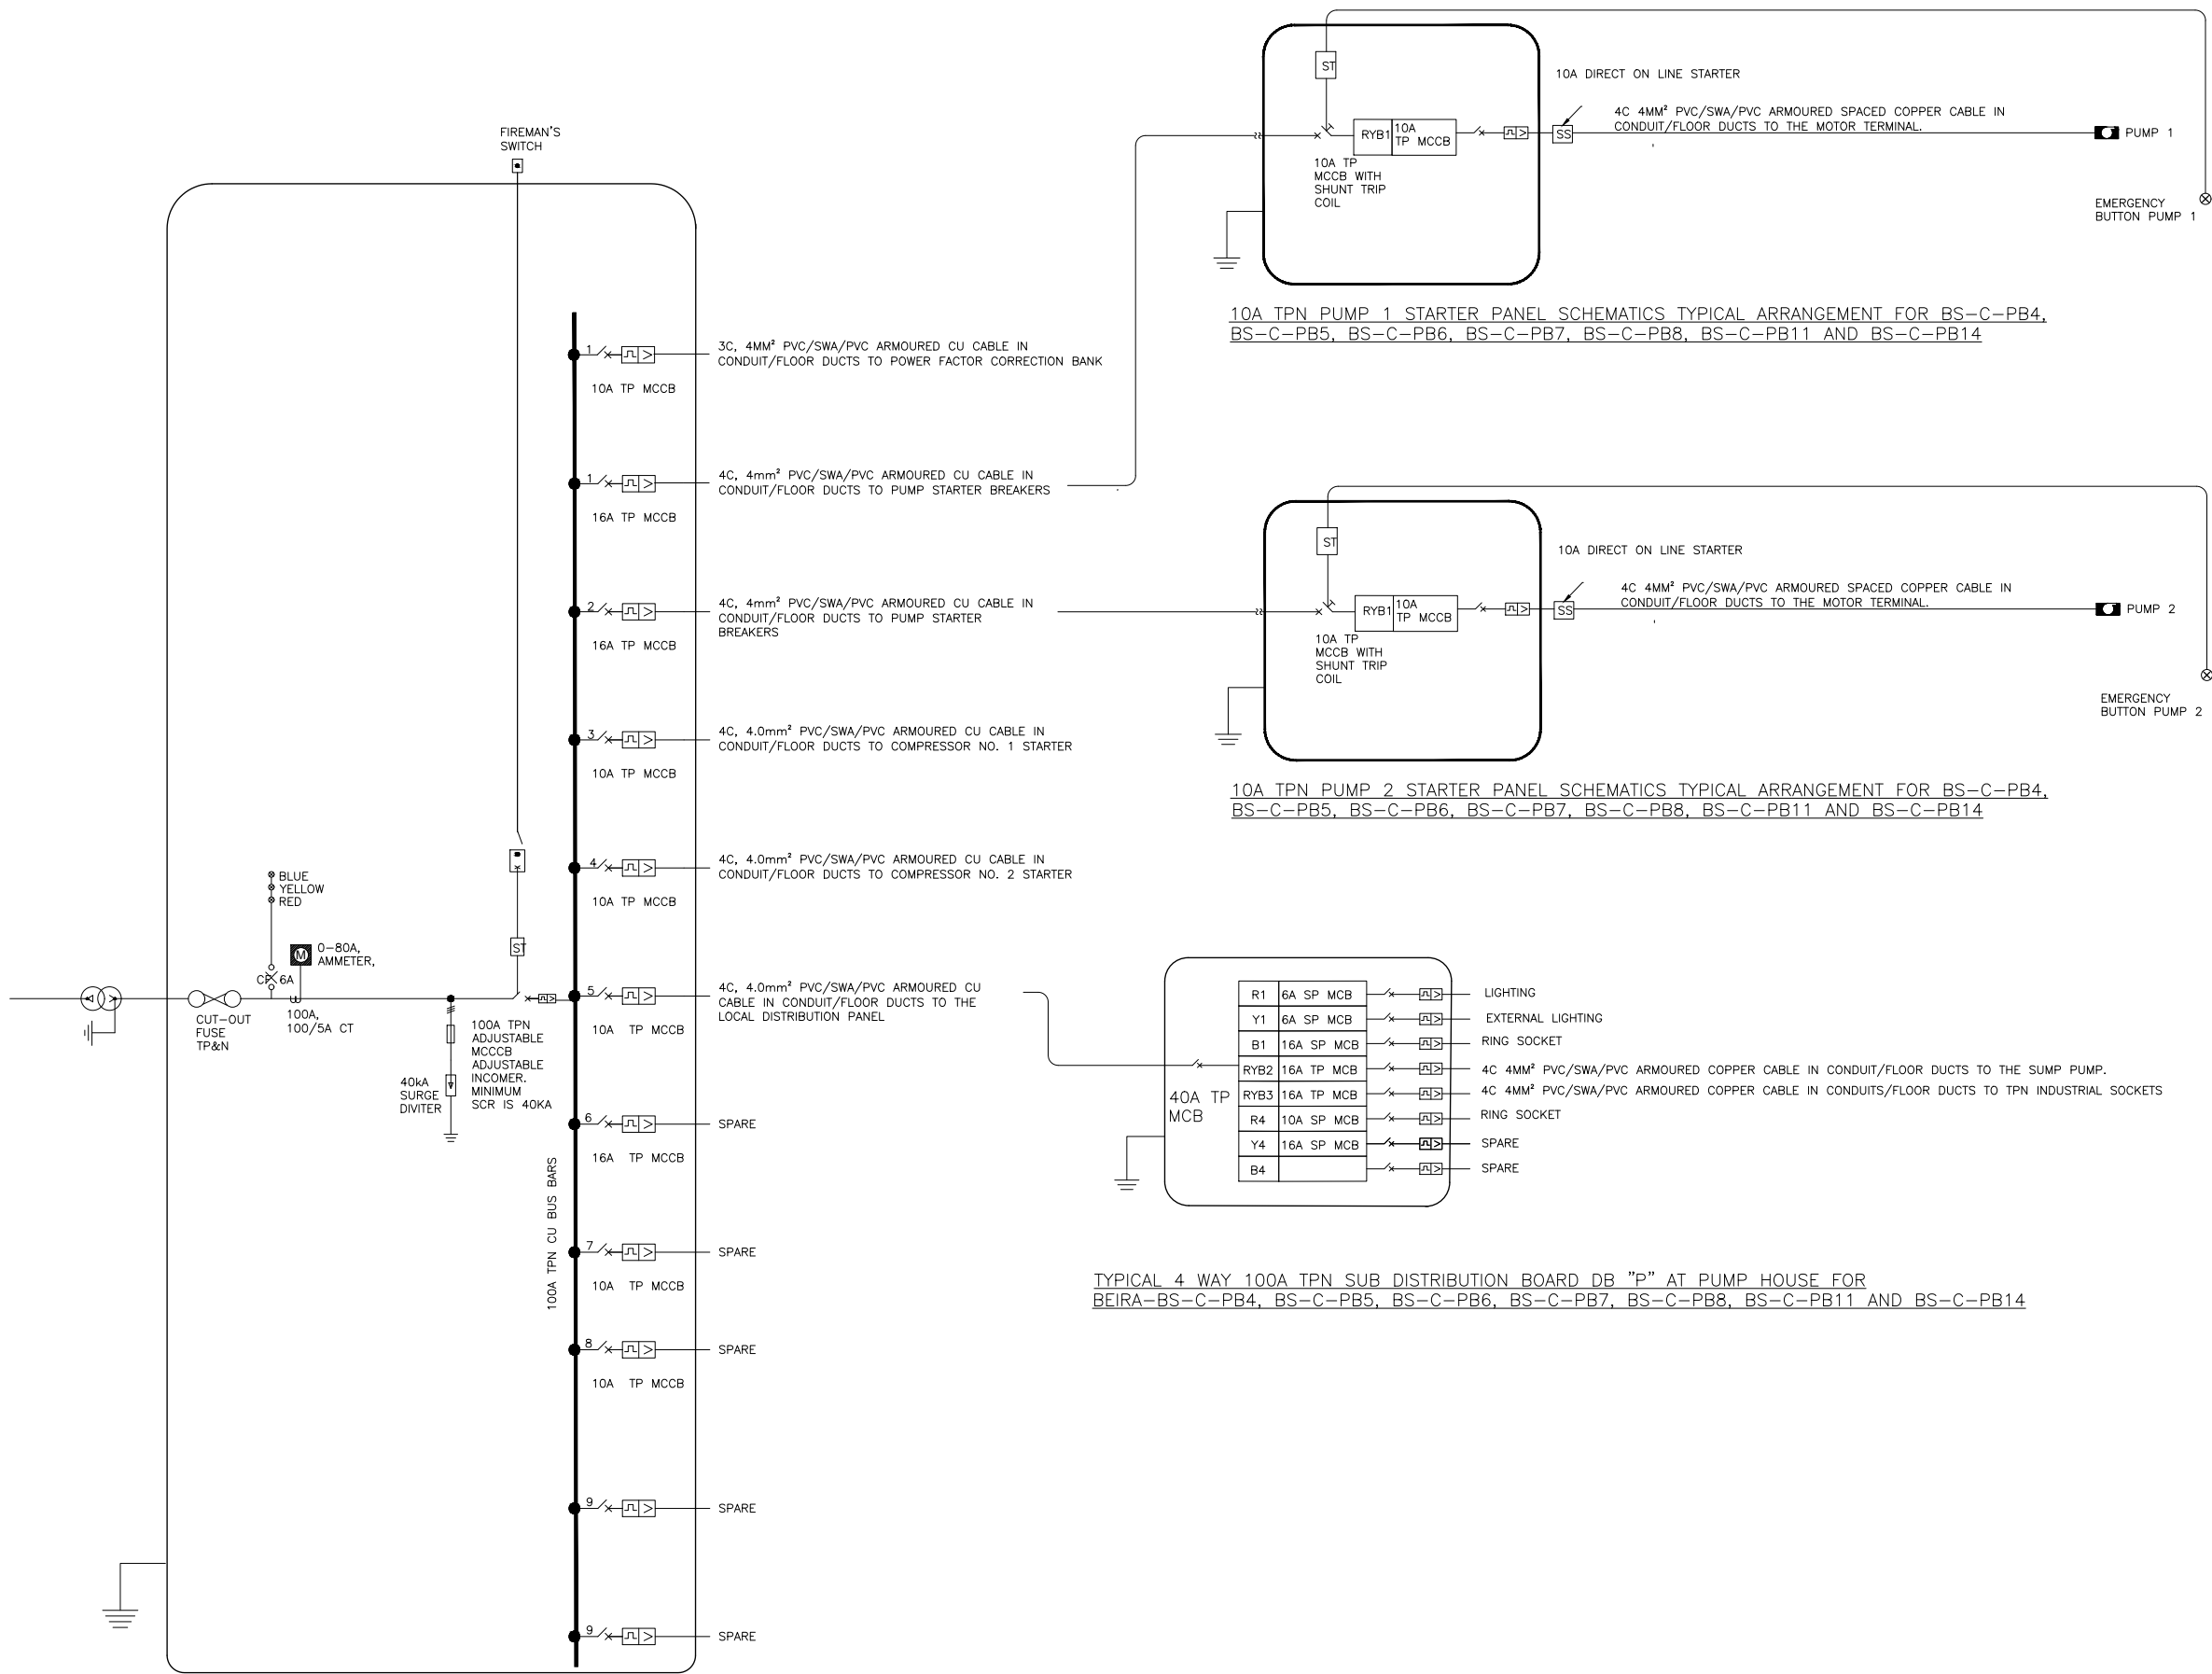 FIREMAN'S
SWITCH
1
10A TP MCCB
3C, 4MM² PVC/SWA/PVC ARMOURED CU CABLE IN
CONDUIT/FLOOR DUCTS TO POWER FACTOR CORRECTION BANK
1
16A TP MCCB
4C, 4mm² PVC/SWA/PVC ARMOURED CU CABLE IN
CONDUIT/FLOOR DUCTS TO PUMP STARTER BREAKERS
2
16A TP MCCB
4C, 4mm² PVC/SWA/PVC ARMOURED CU CABLE IN
CONDUIT/FLOOR DUCTS TO PUMP STARTER
BREAKERS
3
10A TP MCCB
4C, 4.0mm² PVC/SWA/PVC ARMOURED CU CABLE IN
CONDUIT/FLOOR DUCTS TO COMPRESSOR NO. 1 STARTER
4
10A TP MCCB
4C, 4.0mm² PVC/SWA/PVC ARMOURED CU CABLE IN
CONDUIT/FLOOR DUCTS TO COMPRESSOR NO. 2 STARTER
5
10A TP MCCB
4C, 4.0mm² PVC/SWA/PVC ARMOURED CU
CABLE IN CONDUIT/FLOOR DUCTS TO THE
LOCAL DISTRIBUTION PANEL
6
16A TP MCCB
SPARE
7
10A TP MCCB
SPARE
8
10A TP MCCB
SPARE
9
SPARE
9
SPARE
100A TPN CU BUS BARS
BLUE
YELLOW
RED
M
0-80A,
AMMETER,
6A
ST
CUT-OUT
FUSE
TP&N
100A,
100/5A CT
40kA
SURGE
DIVITER
100A TPN
ADJUSTABLE
MCCCB
ADJUSTABLE
INCOMER.
MINIMUM
SCR IS 40KA
ST
RYB1
10A
TP MCCB
10A TP
MCCB WITH
SHUNT TRIP
COIL
10A DIRECT ON LINE STARTER
SS
4C 4MM² PVC/SWA/PVC ARMOURED SPACED COPPER CABLE IN
CONDUIT/FLOOR DUCTS TO THE MOTOR TERMINAL.
PUMP 1
EMERGENCY
BUTTON PUMP 1
10A TPN PUMP 1 STARTER PANEL SCHEMATICS TYPICAL ARRANGEMENT FOR BS-C-PB4,
BS-C-PB5, BS-C-PB6, BS-C-PB7, BS-C-PB8, BS-C-PB11 AND BS-C-PB14
ST
RYB1
10A
TP MCCB
10A TP
MCCB WITH
SHUNT TRIP
COIL
10A DIRECT ON LINE STARTER
SS
4C 4MM² PVC/SWA/PVC ARMOURED SPACED COPPER CABLE IN
CONDUIT/FLOOR DUCTS TO THE MOTOR TERMINAL.
PUMP 2
EMERGENCY
BUTTON PUMP 2
10A TPN PUMP 2 STARTER PANEL SCHEMATICS TYPICAL ARRANGEMENT FOR BS-C-PB4,
BS-C-PB5, BS-C-PB6, BS-C-PB7, BS-C-PB8, BS-C-PB11 AND BS-C-PB14
40A TP
MCB
R1 6A SP MCB LIGHTING
Y1 6A SP MCB EXTERNAL LIGHTING
B1 16A SP MCB RING SOCKET
RYB2 16A TP MCB 4C 4MM² PVC/SWA/PVC ARMOURED COPPER CABLE IN CONDUIT/FLOOR DUCTS TO THE SUMP PUMP.
RYB3 16A TP MCB 4C 4MM² PVC/SWA/PVC ARMOURED COPPER CABLE IN CONDUITS/FLOOR DUCTS TO TPN INDUSTRIAL SOCKETS
R4 10A SP MCB RING SOCKET
Y4 16A SP MCB SPARE
B4 SPARE
TYPICAL 4 WAY 100A TPN SUB DISTRIBUTION BOARD DB "P" AT PUMP HOUSE FOR
BEIRA-BS-C-PB4, BS-C-PB5, BS-C-PB6, BS-C-PB7, BS-C-PB8, BS-C-PB11 AND BS-C-PB14